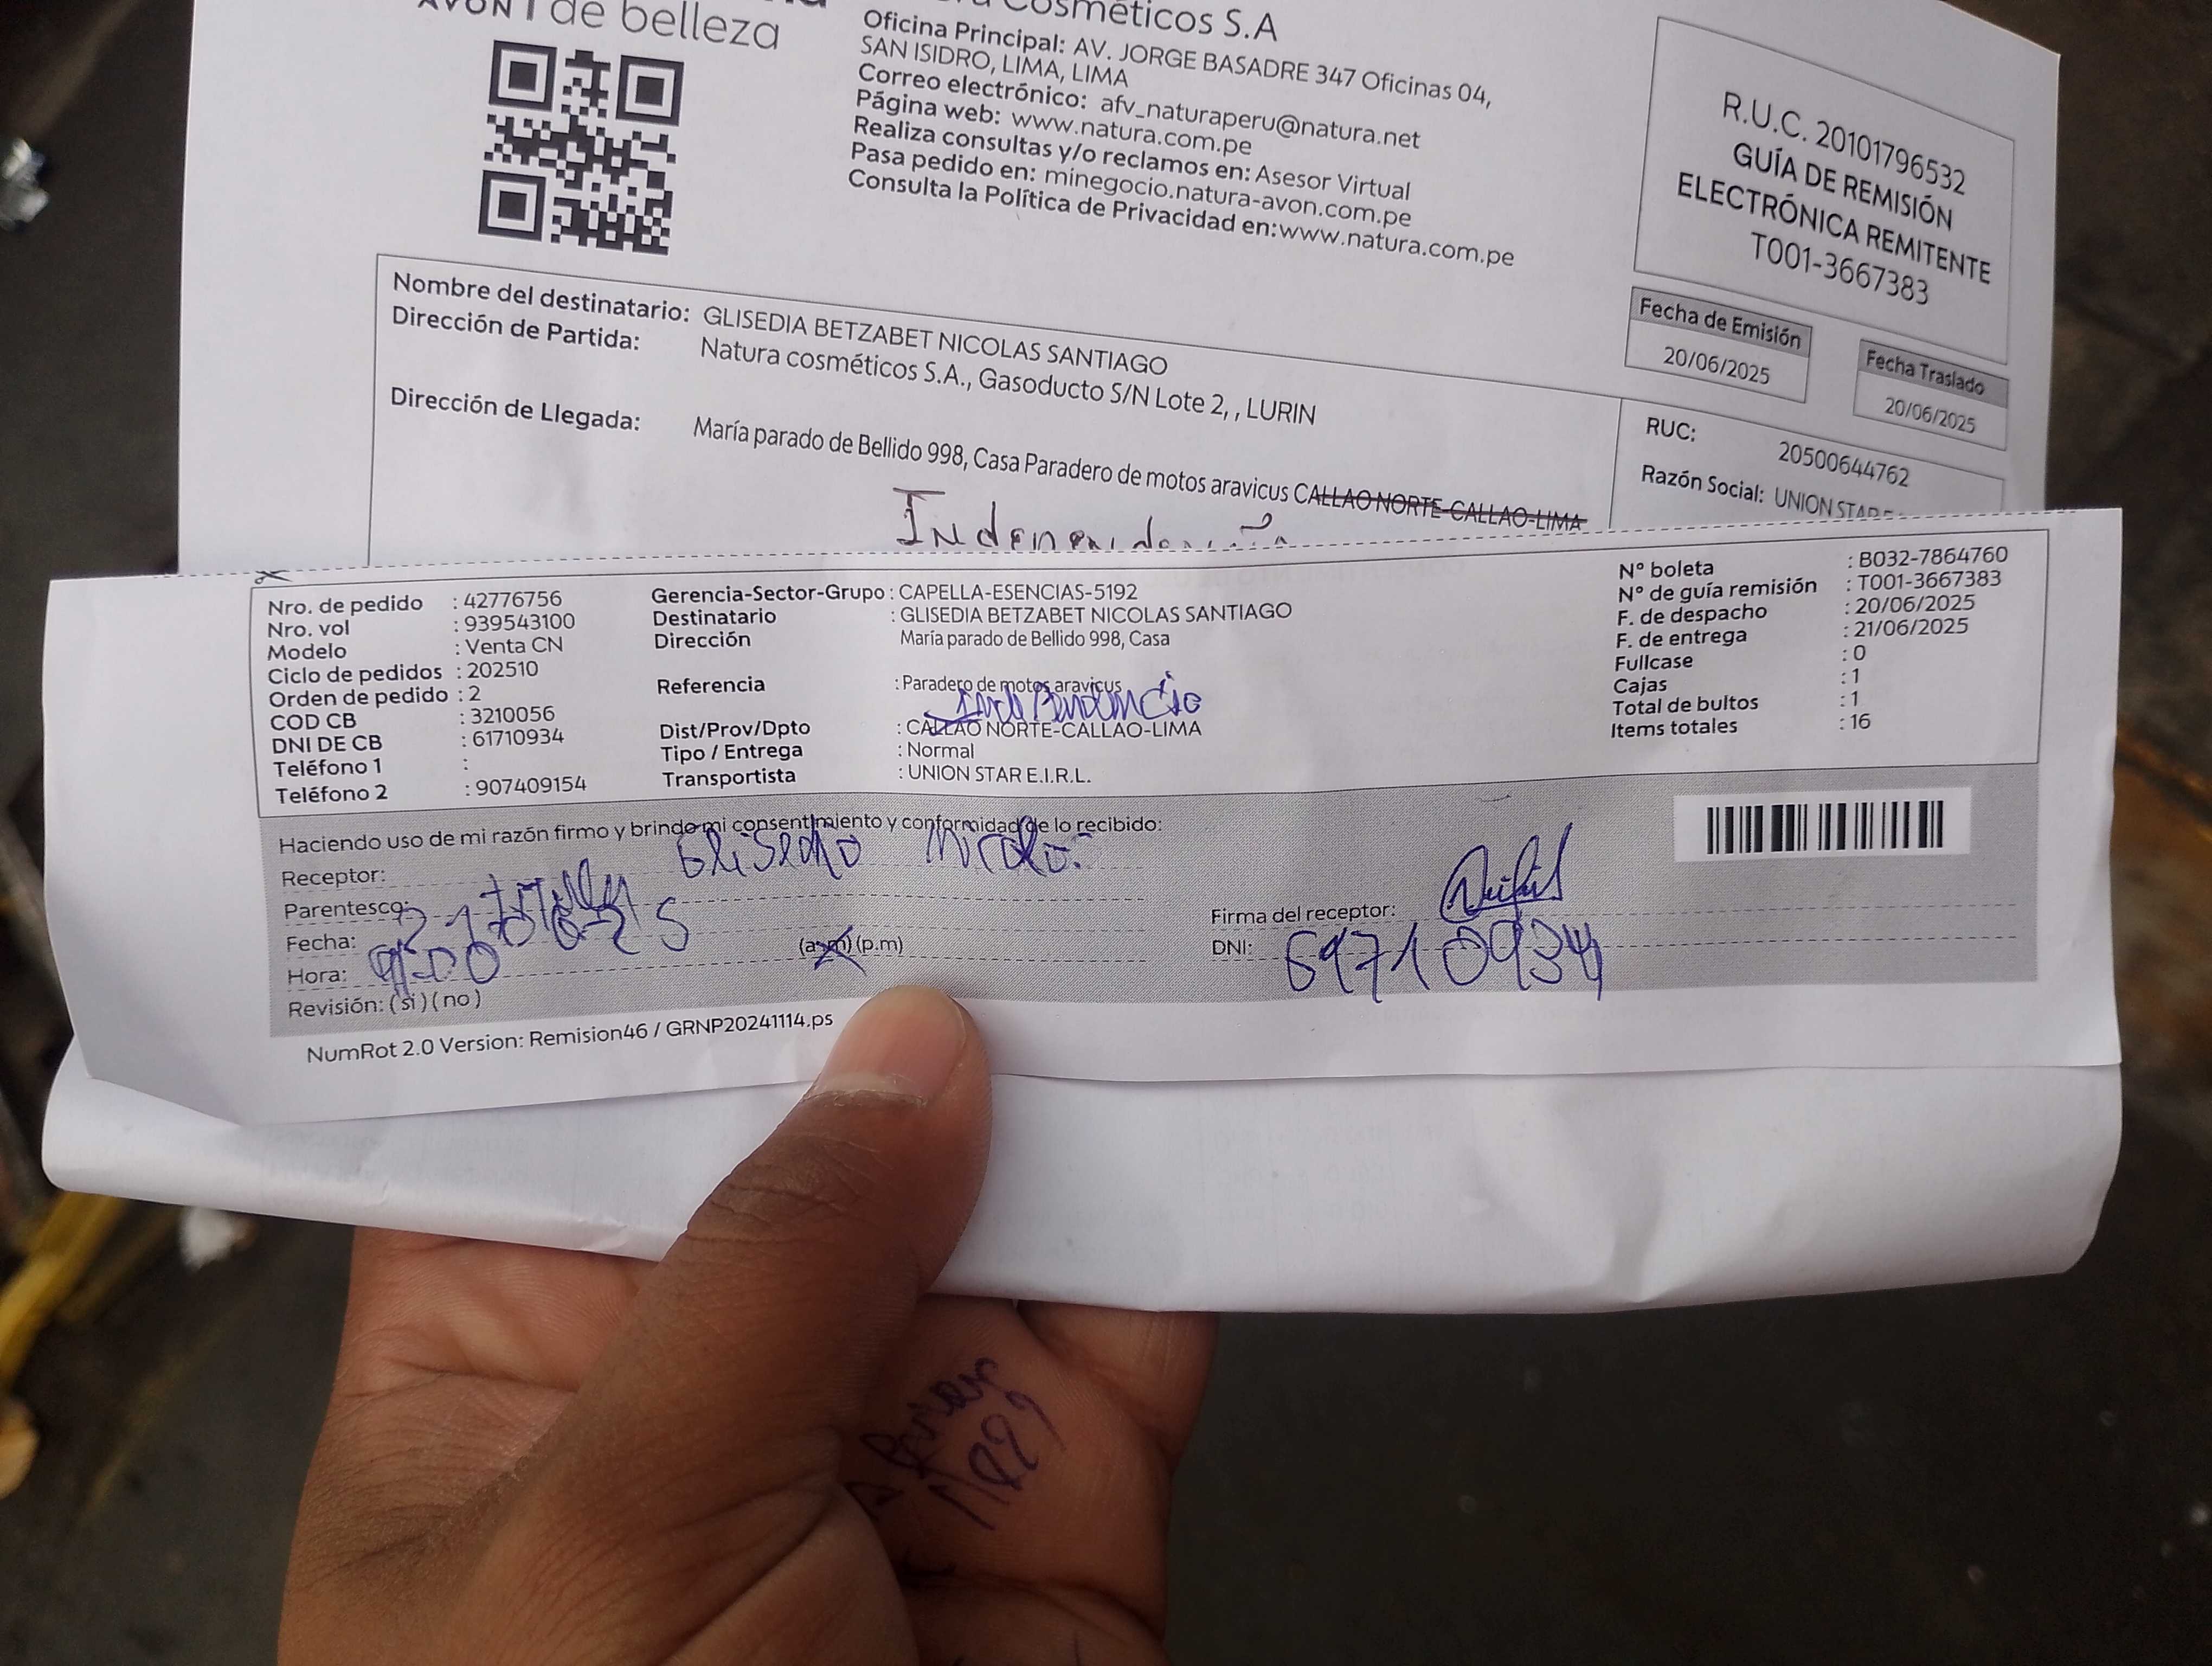 AVON de belleza
Cosméticos S.A
Oficina Principal: AV. JORGE BASADRE 347 Oficinas 04,
SAN ISIDRO, LIMA, LIMA
Correo electrónico: afv_naturaperu@natura.net
Página web: www.natura.com.pe
Realiza consultas y/o reclamos en: Asesor Virtual
Pasa pedido en: minegocio.natura-avon.com.pe
Consulta la Política de Privacidad en:www.natura.com.pe
R.U.C. 20101796532
GUÍA DE REMISIÓN
ELECTRÓNICA REMITENTE
T001-3667383
Fecha de Emisión
20/06/2025
Fecha Traslado
20/06/2025
Nombre del destinatario: GLISEDIA BETZABET NICOLAS SANTIAGO
Dirección de Partida: Natura cosméticos S.A., Gasoducto S/N Lote 2, , LURIN
Dirección de Llegada: María parado de Bellido 998, Casa Paradero de motos aravicus CALLAO NORTE-CALLAO-LIMA
Independencia
RUC: 20500644762
Razón Social: UNION STAR
Nro. de pedido : 42776756
Nro. vol : 939543100
Modelo : Venta CN
Ciclo de pedidos : 202510
Orden de pedido : 2
COD CB : 3210056
DNI DE CB : 61710934
Teléfono 1 :
Teléfono 2 : 907409154
Gerencia-Sector-Grupo : CAPELLA-ESENCIAS-5192
Destinatario : GLISEDIA BETZABET NICOLAS SANTIAGO
Dirección María parado de Bellido 998, Casa
Referencia : Paradero de motos aravicus
IndePendencia
Dist/Prov/Dpto : CALLAO NORTE-CALLAO-LIMA
Tipo / Entrega : Normal
Transportista : UNION STAR E.I.R.L.
N° boleta : B032-7864760
N° de guía remisión : T001-3667383
F. de despacho : 20/06/2025
F. de entrega : 21/06/2025
Fullcase : 0
Cajas : 1
Total de bultos : 1
Items totales : 16
Haciendo uso de mi razón firmo y brindo mi consentimiento y conformidad de lo recibido:
Receptor:
Parentesco:
Fecha:
Hora: (a.m) (p.m)
Revisión: (si) (no)
Firma del receptor:
DNI: 69710934
NumRot 2.0 Version: Remision46 / GRNP20241114.ps